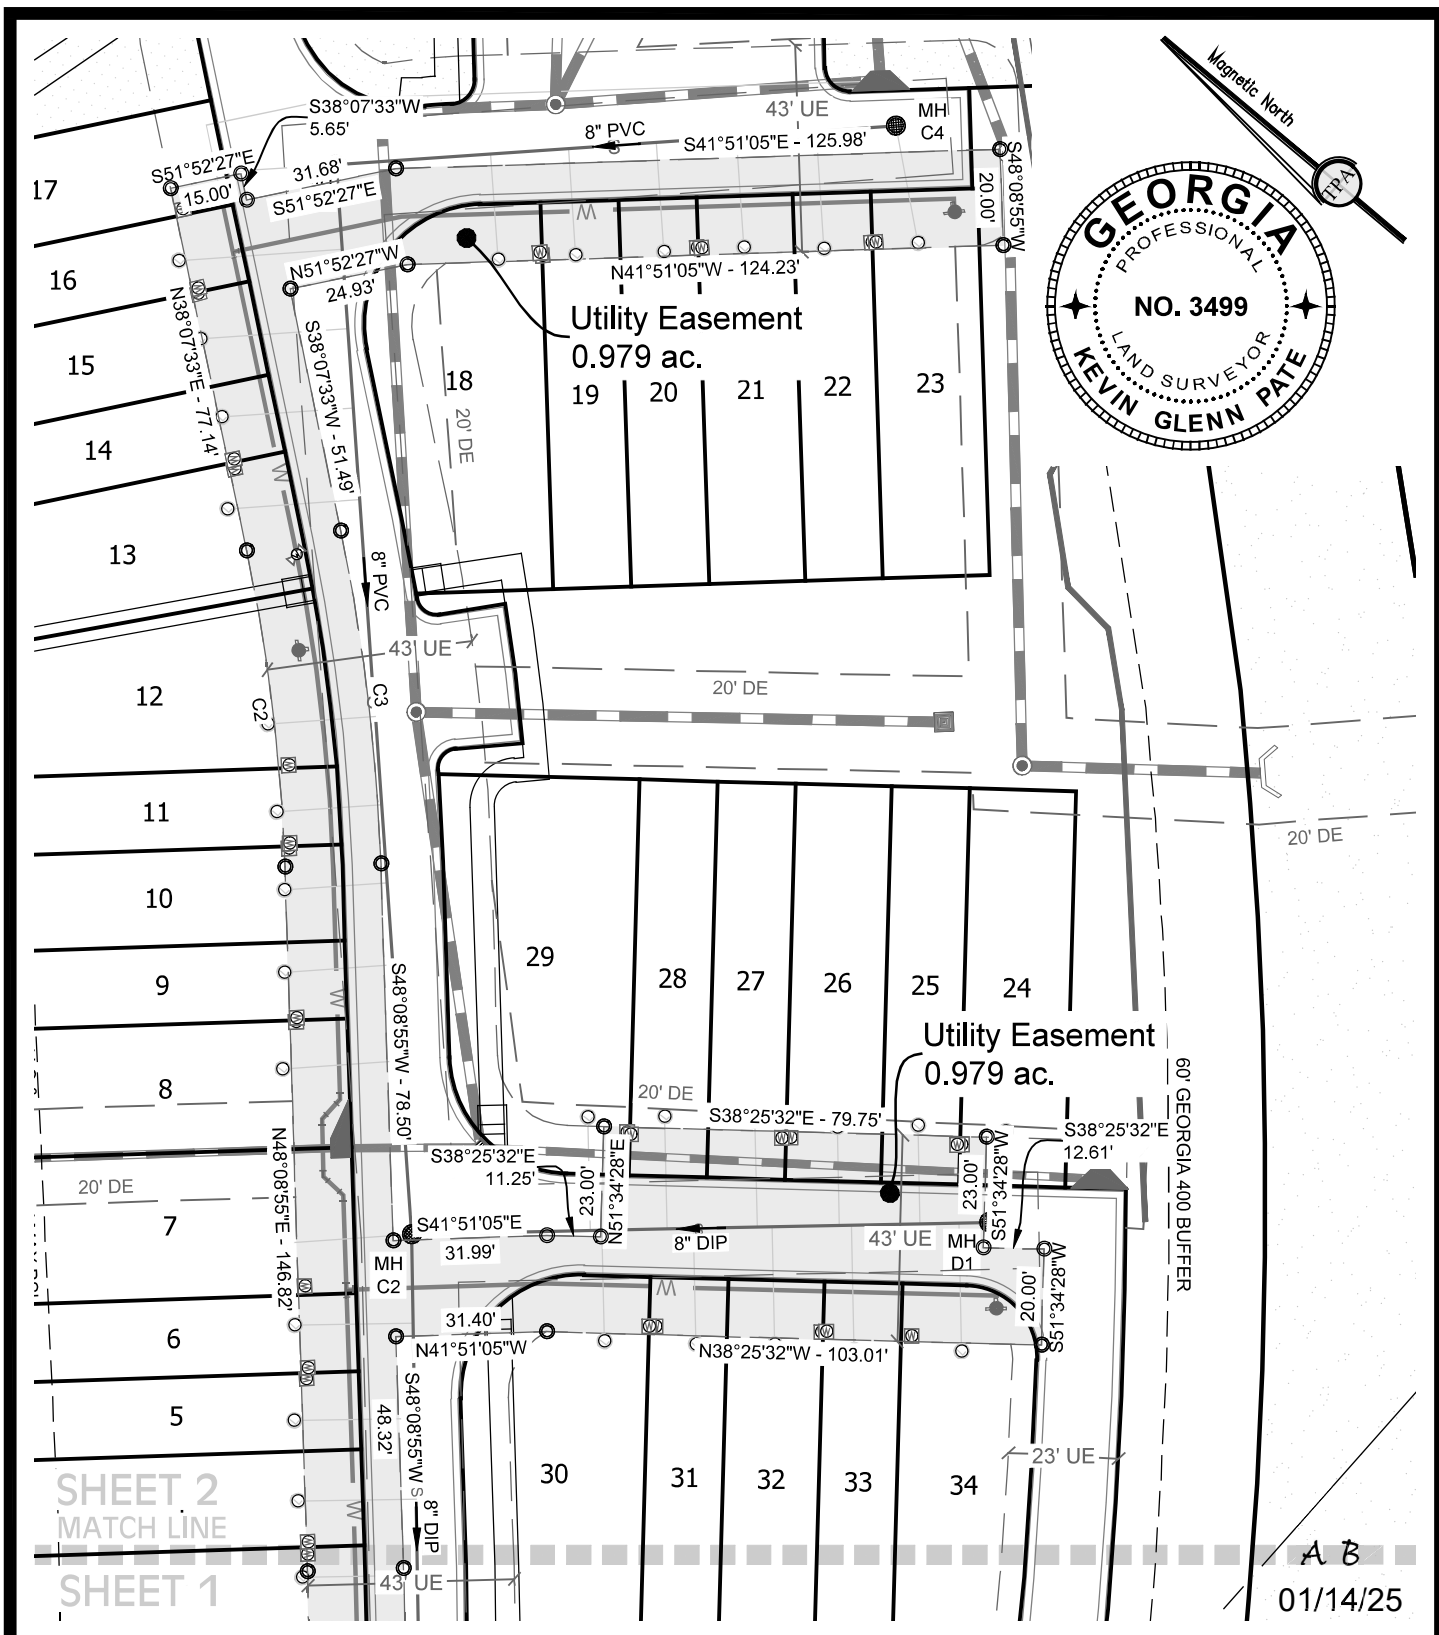 Magnetic North
TPA
GEORGIA
PROFESSIONAL
NO. 3499
LAND SURVEYOR
KEVIN GLENN PATE
S38°07'33"W
5.65'
43' UE
MH
C4
8" PVC
S
S41°51'05"E - 125.98'
S51°52'27"E
15.00'
31.68'
S51°52'27"E
S48°08'55"W
20.00'
17
W
N51°52'27"W
24.93'
N41°51'05"W - 124.23'
16
N38°07'33"E - 77.14'
S38°07'33"W - 51.49'
Utility Easement
0.979 ac.
15
18
19
20
21
22
23
20' DE
14
W
13
8" PVC
43' UE
12
C2
C3
20' DE
11
20' DE
10
29
9
W
28
27
26
25
24
S48°08'55"W - 78.50'
Utility Easement
0.979 ac.
8
20' DE
S38°25'32"E - 79.75'
60' GEORGIA 400 BUFFER
S38°25'32"E
12.61'
S38°25'32"E
11.25'
23.00'
N51°34'28"E
23.00'
S51°34'28"W
N48°08'55"E - 146.82'
20' DE
7
S41°51'05"E
31.99'
8" DIP
43' UE
MH
D1
MH
C2
W
20.00'
S51°34'28"W
31.40'
N41°51'05"W
N38°25'32"W - 103.01'
6
5
48.32'
S48°08'55"W
S
8" DIP
30
31
32
33
34
23' UE
W
SHEET 2
MATCH LINE
SHEET 1
43' UE
A B
01/14/25